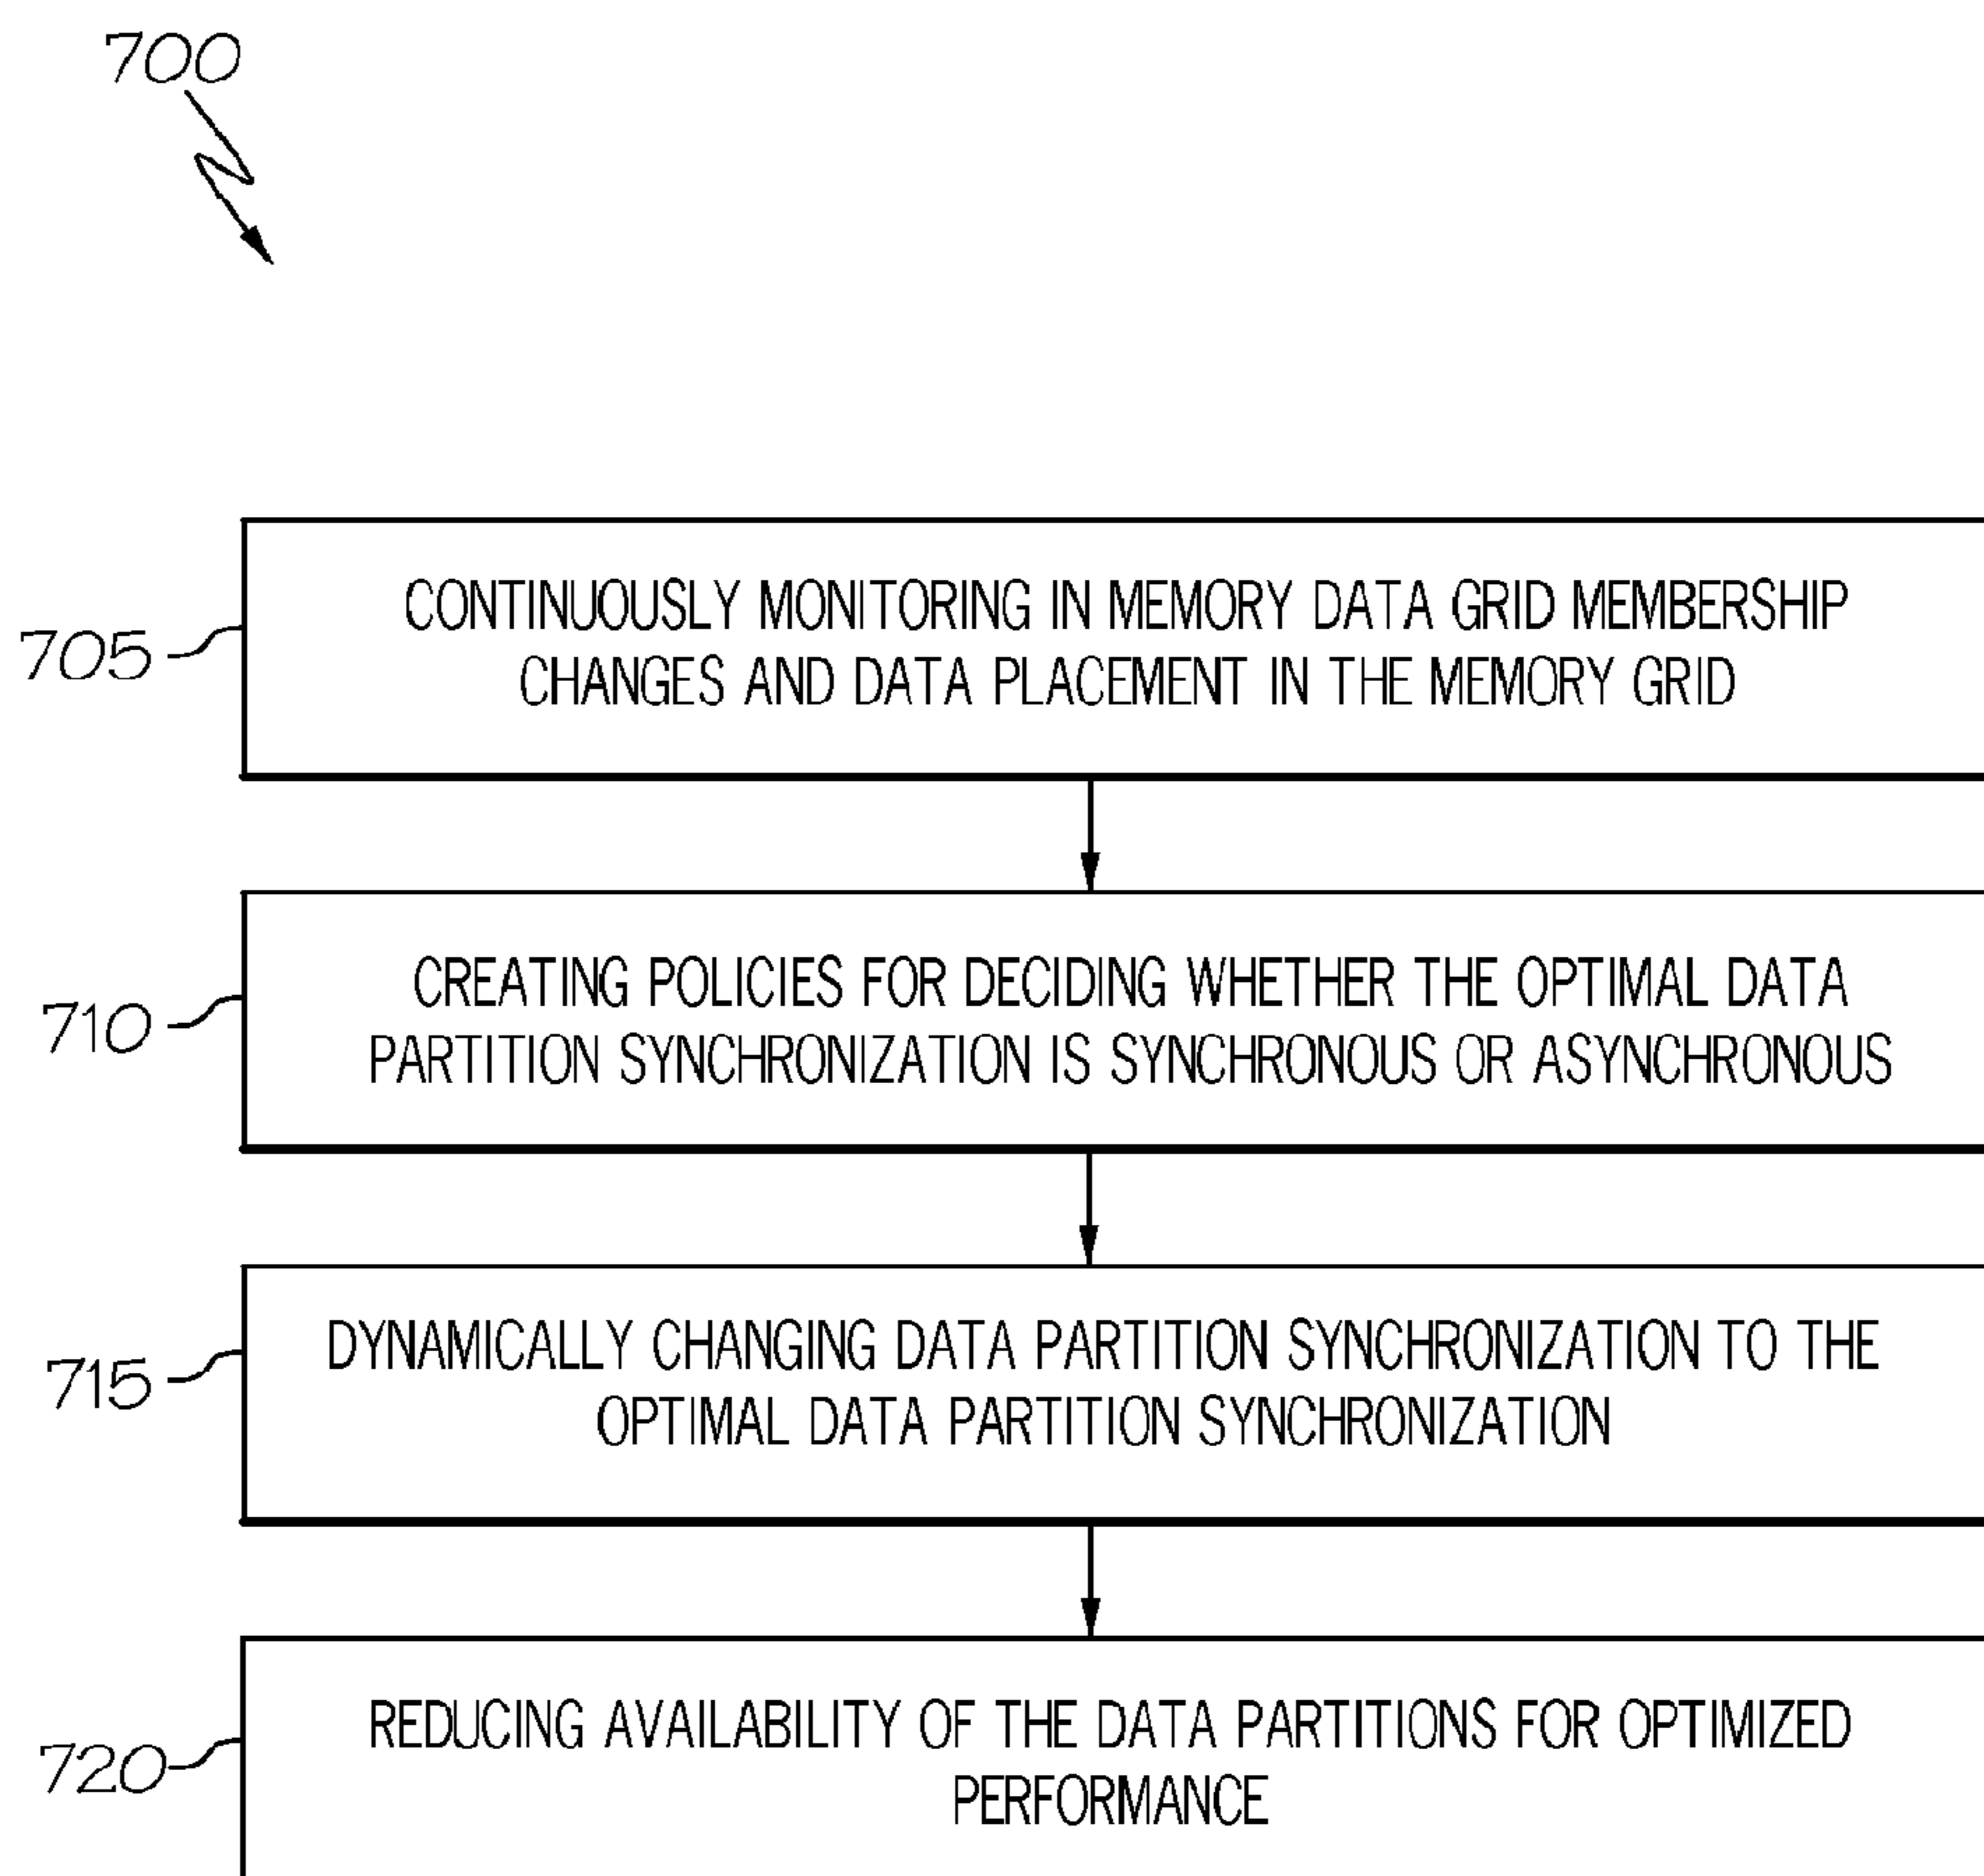 700
705
CONTINUOUSLY MONITORING IN MEMORY DATA GRID MEMBERSHIP
CHANGES AND DATA PLACEMENT IN THE MEMORY GRID
710
CREATING POLICIES FOR DECIDING WHETHER THE OPTIMAL DATA
PARTITION SYNCHRONIZATION IS SYNCHRONOUS OR ASYNCHRONOUS
715
DYNAMICALLY CHANGING DATA PARTITION SYNCHRONIZATION TO THE
OPTIMAL DATA PARTITION SYNCHRONIZATION
720
REDUCING AVAILABILITY OF THE DATA PARTITIONS FOR OPTIMIZED
PERFORMANCE